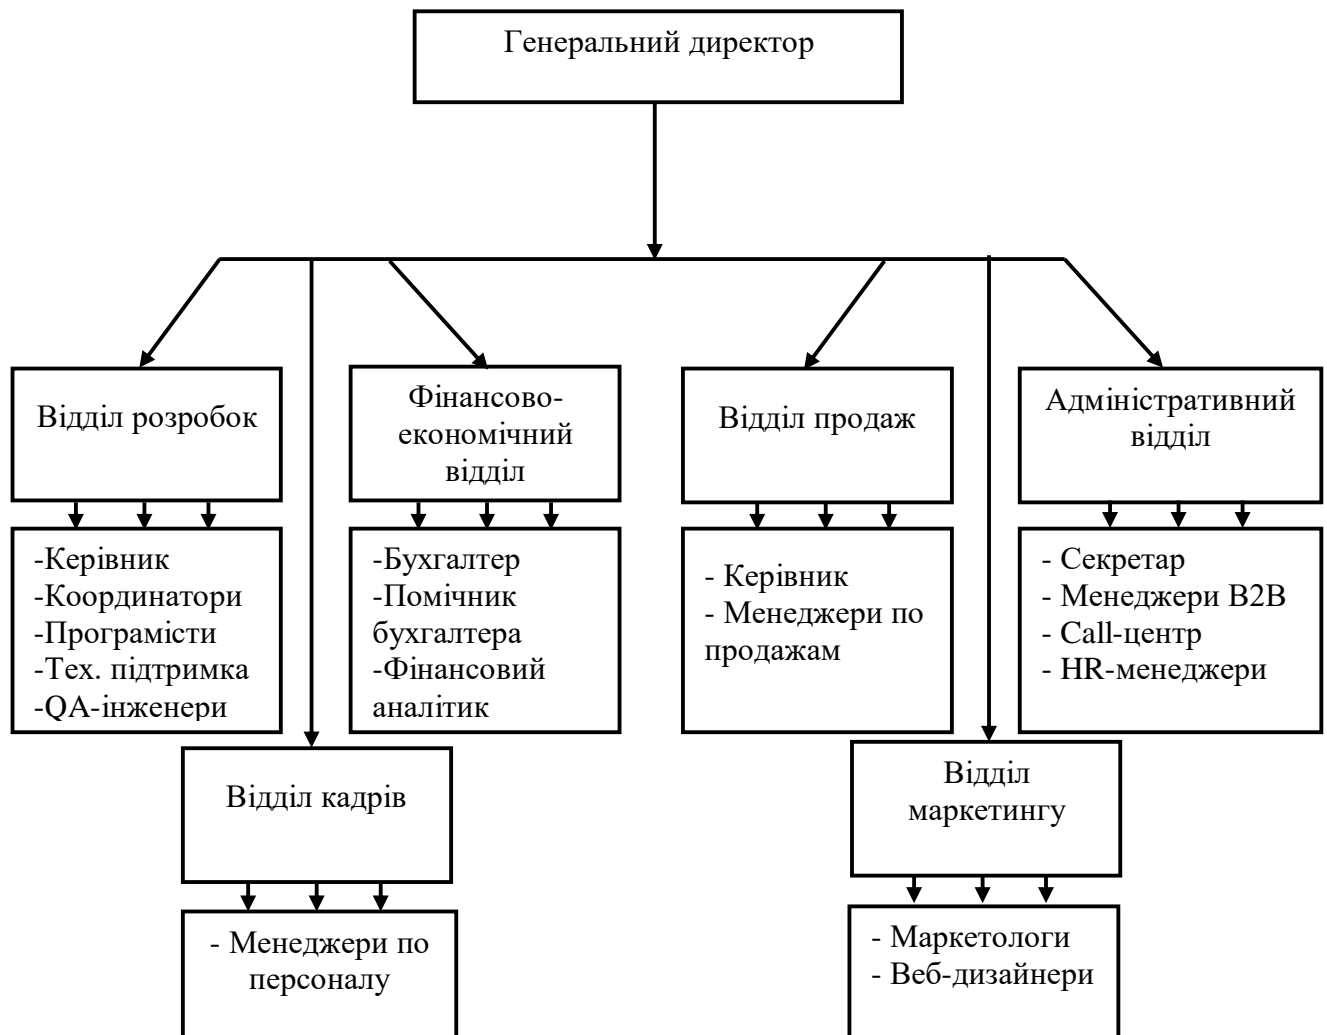 Генеральний директор
Відділ розробок
Фінансово-
економічний
відділ
Відділ продаж
Адміністративний
відділ
-Керівник
-Координатори
-Програмісти
-Тех. підтримка
-QA-інженери
-Бухгалтер
-Помічник
бухгалтера
-Фінансовий
аналітик
- Керівник
- Менеджери по
продажам
- Секретар
- Менеджери B2B
- Call-центр
- HR-менеджери
Відділ кадрів
Відділ
маркетингу
- Менеджери по
персоналу
- Маркетологи
- Веб-дизайнери